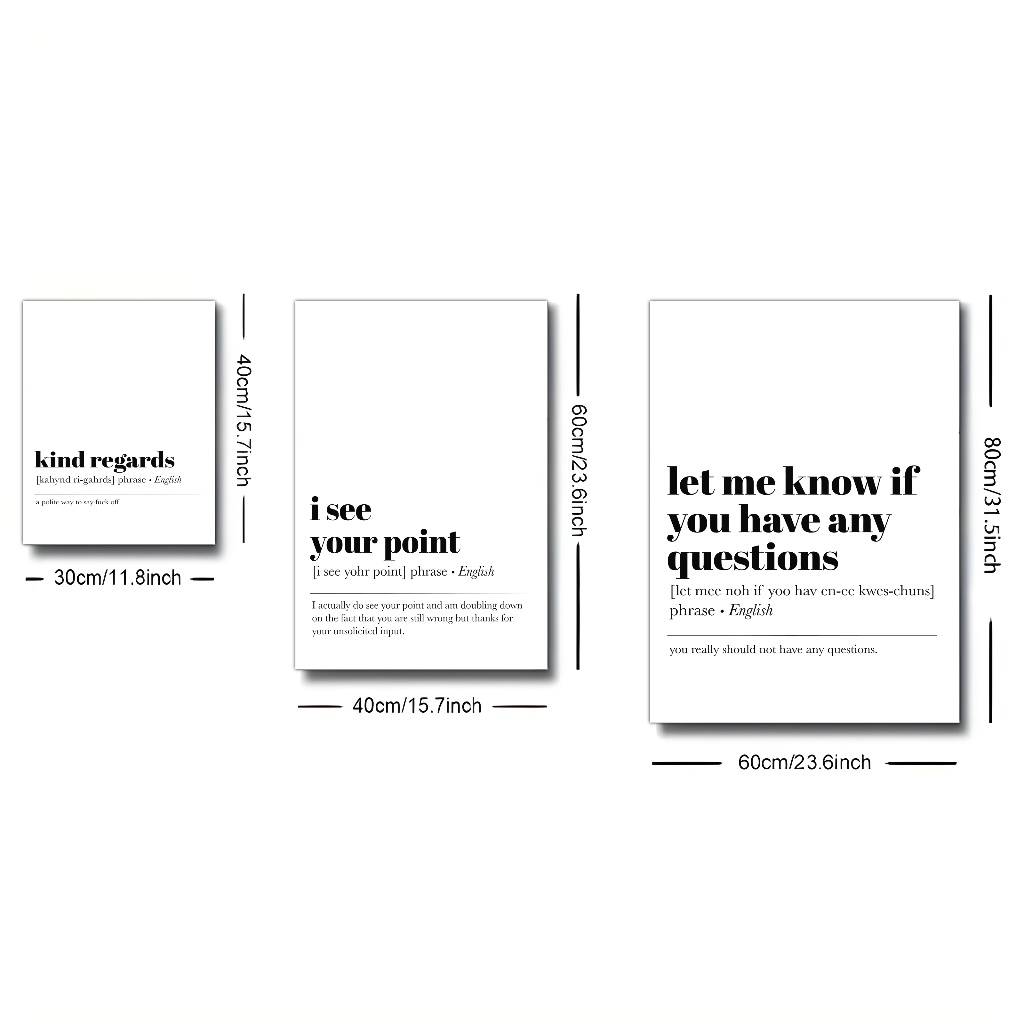 kind regards
[kahynd ri-gahrds] phrase • English
a polite way to say fuck off
40cm/15.7inch
30cm/11.8inch
i see
your point
[i see yohr point] phrase • English
I actually do see your point and am doubling down
on the fact that you are still wrong but thanks for
your unsolicited input.
60cm/23.6inch
40cm/15.7inch
let me know if
you have any
questions
[let mee noh if yoo hav en-ee kwes-chuns]
phrase • English
you really should not have any questions.
80cm/31.5inch
60cm/23.6inch